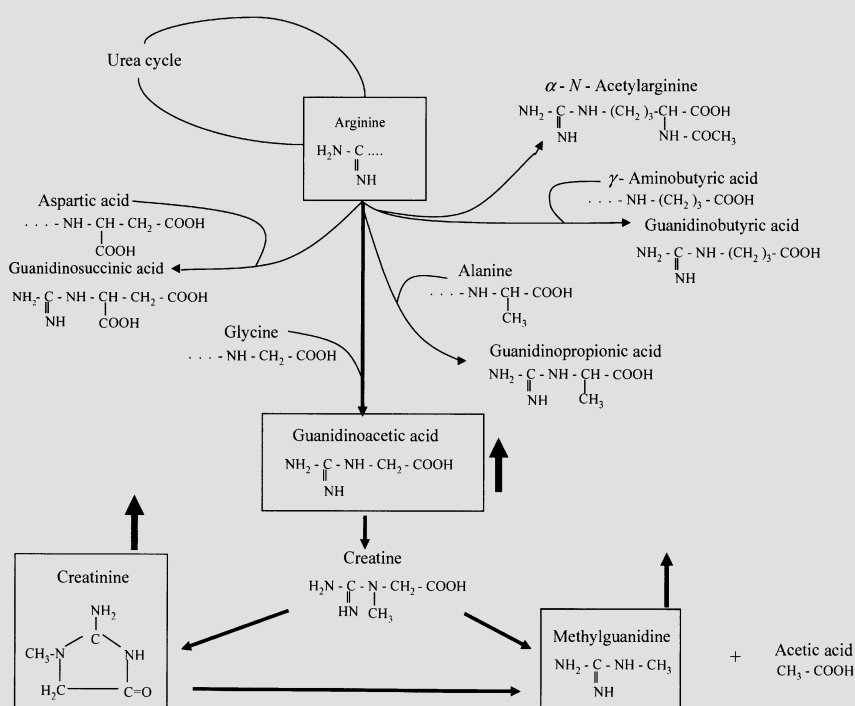 Urea cycle
α - N - Acetylarginine
NH₂ - C - NH - (CH₂)₃-CH - COOH
NH
NH - COCH₃
Arginine
H₂N - C ....
NH
γ- Aminobutyric acid
.....NH - (CH₂)₃ - COOH
Guanidinobutyric acid
NH₂ - C - NH - (CH₂)₃-COOH
NH
Aspartic acid
....- NH - CH - CH₂ - COOH
COOH
Guanidinosuccinic acid
NH₂- C - NH - CH - CH₂ - COOH
NH
COOH
Alanine
....- NH - CH - COOH
CH₃
Glycine
....- NH - CH₂ - COOH
Guanidinopropionic acid
NH₂ - C - NH - CH - COOH
NH
CH₃
Guanidinoacetic acid
NH₂ - C - NH - CH₂ - COOH
NH
Creatine
H₂N - C - N - CH₂ - COOH
HN CH₃
Creatinine
NH₂
C
CH₃-N
NH
H₂C
C=O
Methylguanidine
NH₂ - C - NH - CH₃
NH
+
Acetic acid
CH₃ - COOH